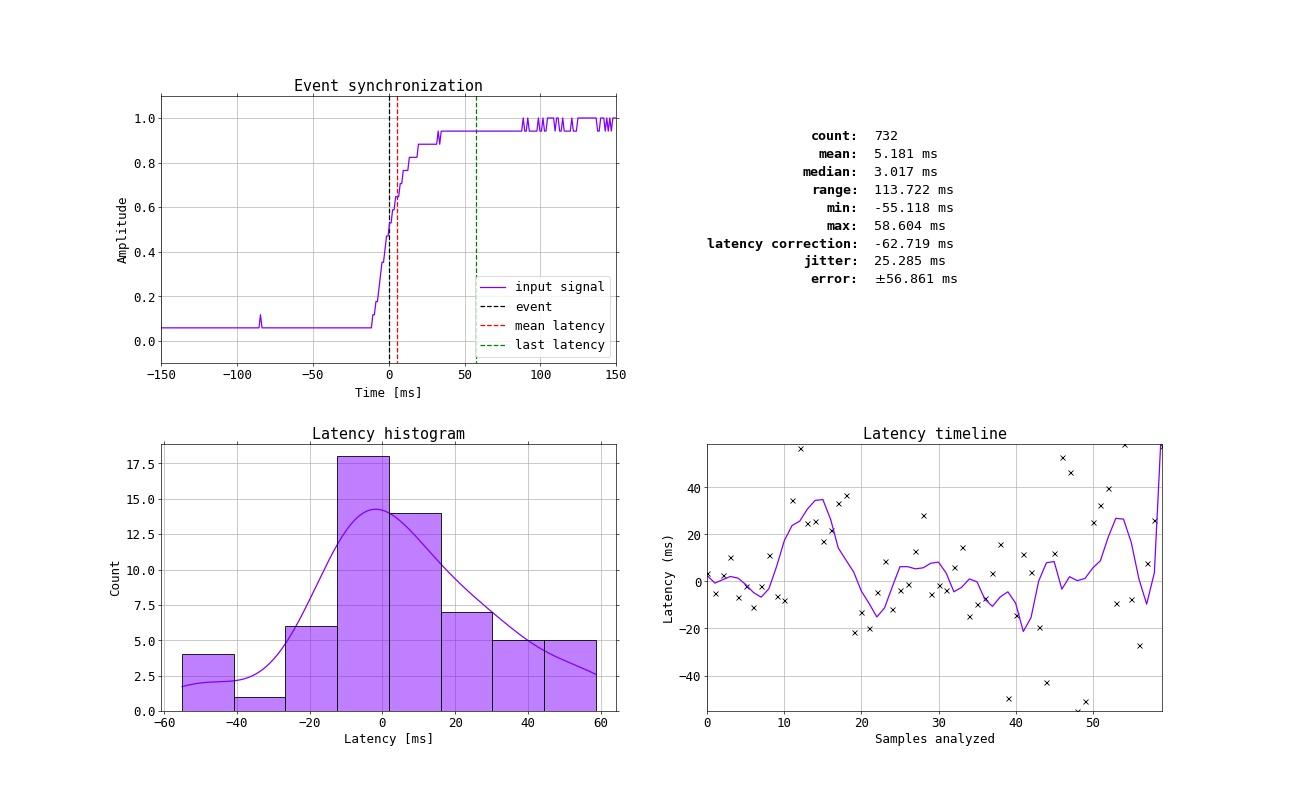 Event synchronization
1.0
0.8
0.6
0.4
0.2
0.0
Amplitude
−150 −100 −50 0 50 100 150
Time [ms]
input signal
event
mean latency
last latency
count: 732
mean: 5.181 ms
median: 3.017 ms
range: 113.722 ms
min: -55.118 ms
max: 58.604 ms
latency correction: -62.719 ms
jitter: 25.285 ms
error: ±56.861 ms
Latency histogram
17.5
15.0
12.5
10.0
7.5
5.0
2.5
0.0
Count
−60 −40 −20 0 20 40 60
Latency [ms]
Latency timeline
40
20
0
−20
−40
Latency (ms)
0 10 20 30 40 50
Samples analyzed